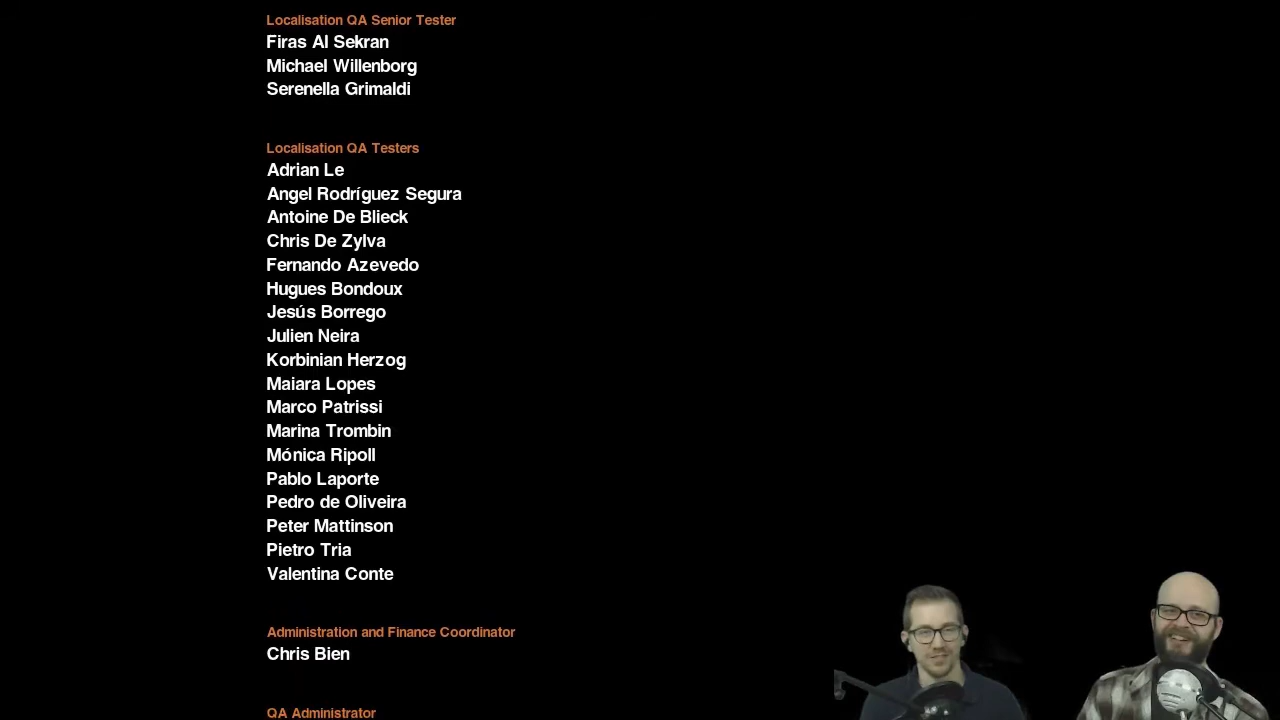 Localisation QA Senior Tester
Firas Al Sekran
Michael Willenborg
Serenella Grimaldi
Localisation QA Testers
Adrian Le
Angel Rodríguez Segura
Antoine De Blieck
Chris De Zylva
Fernando Azevedo
Hugues Bondoux
Jesús Borrego
Julien Neira
Korbinian Herzog
Maiara Lopes
Marco Patrissi
Marina Trombin
Mónica Ripoll
Pablo Laporte
Pedro de Oliveira
Peter Mattinson
Pietro Tria
Valentina Conte
Administration and Finance Coordinator
Chris Bien
QA Administrator